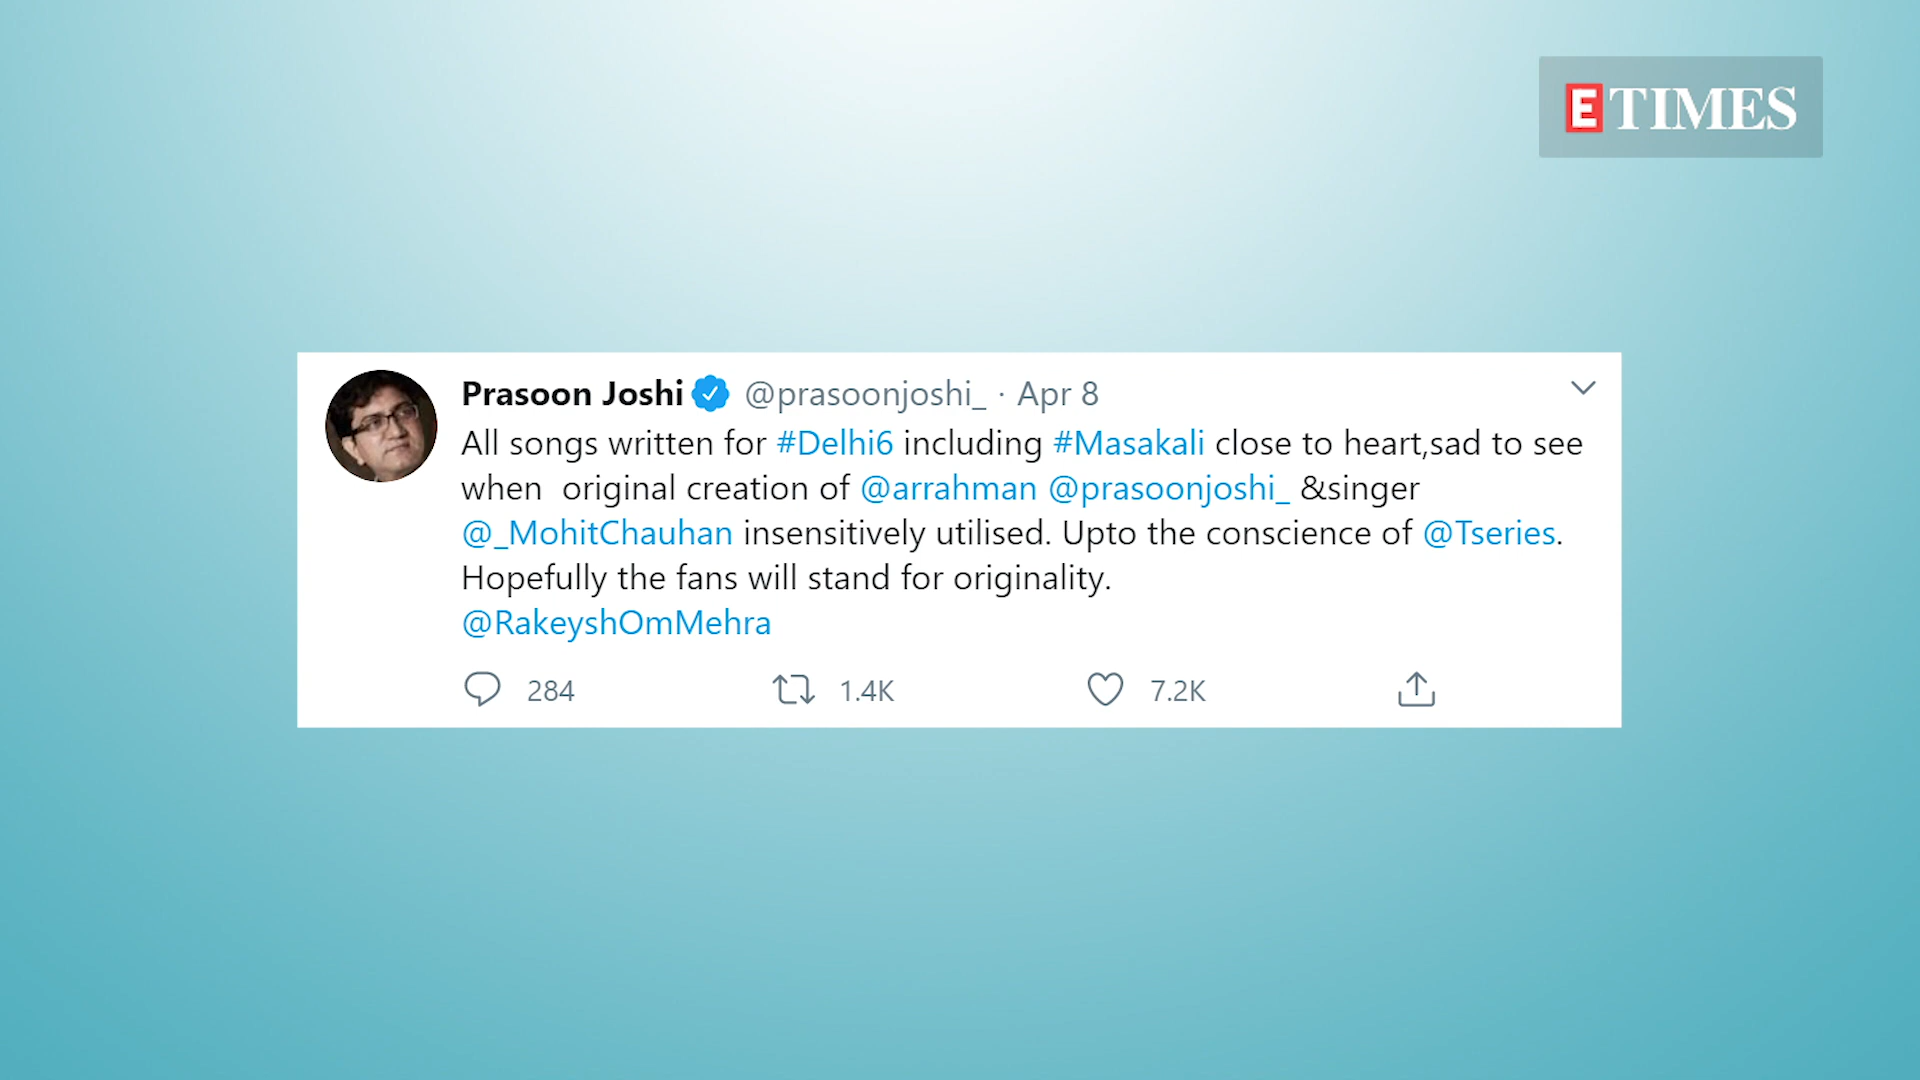 E TIMES
Prasoon Joshi @prasoonjoshi_ · Apr 8
All songs written for #Delhi6 including #Masakali close to heart,sad to see
when  original creation of @arrahman @prasoonjoshi_ &singer
@_MohitChauhan insensitively utilised. Upto the conscience of @Tseries.
Hopefully the fans will stand for originality.
@RakeyshOmMehra
284 1.4K 7.2K